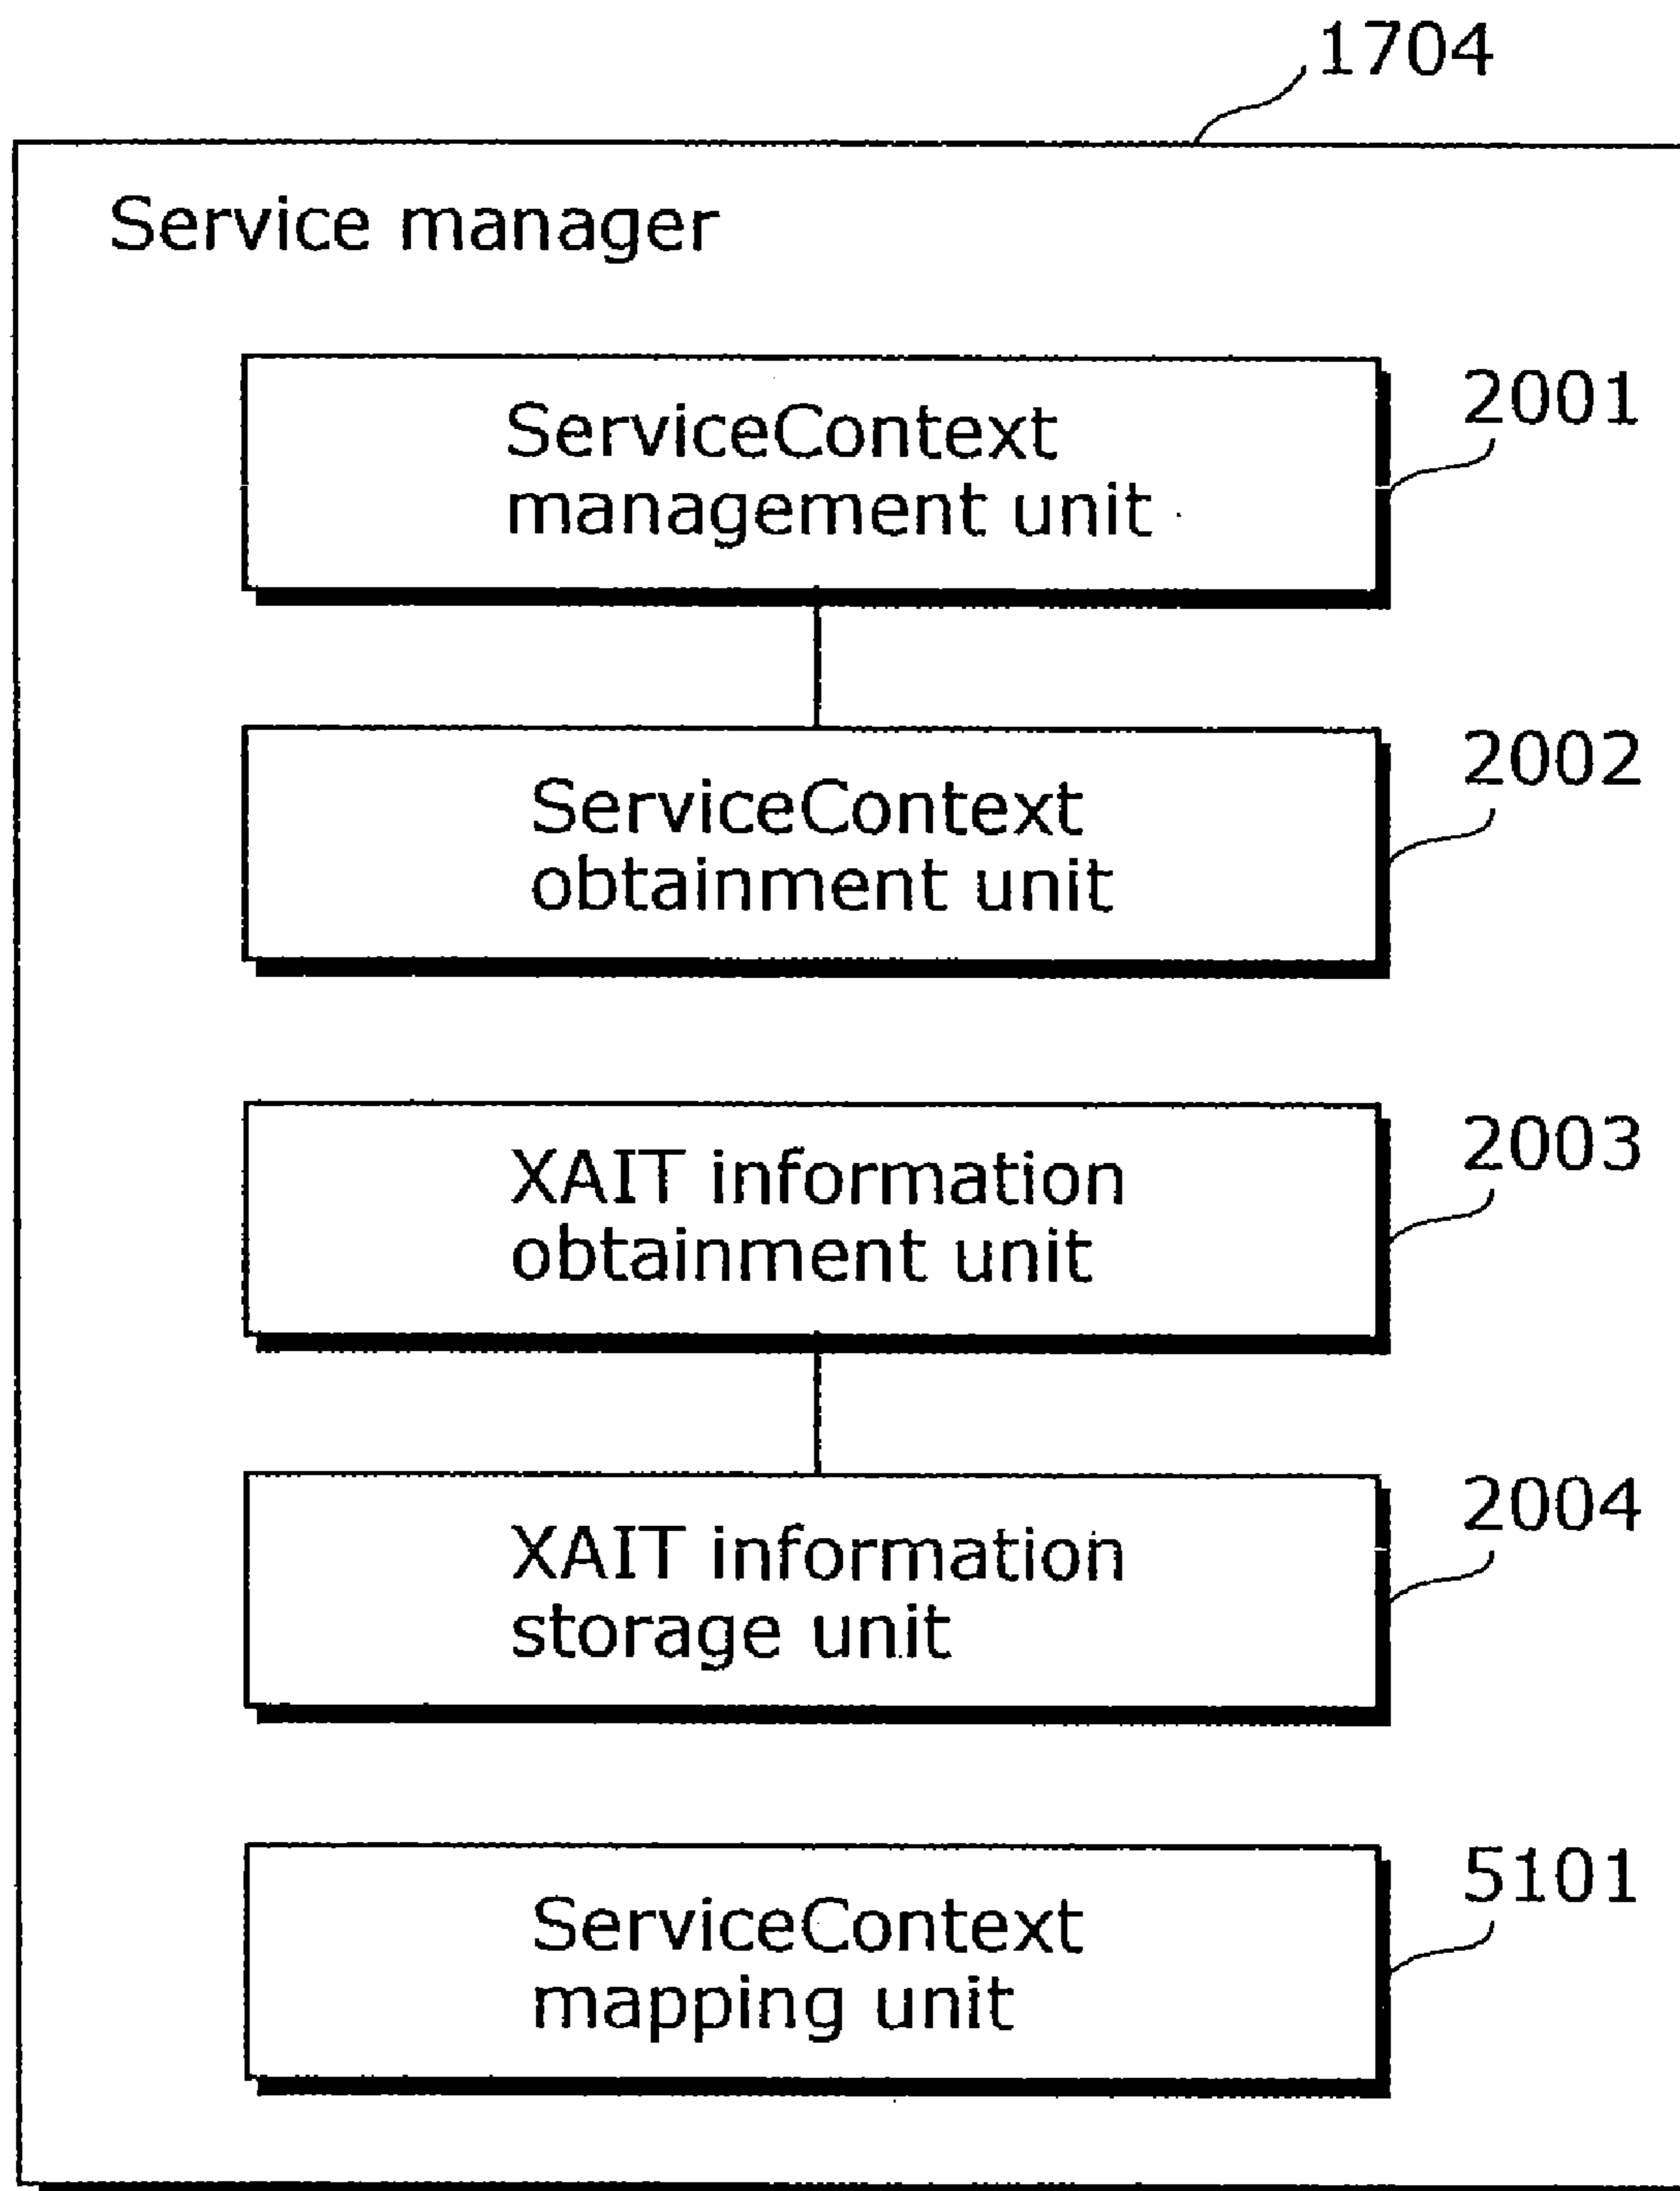 1704
Service manager
ServiceContext
management unit
2001
ServiceContext
obtainment unit
2002
XAIT information
obtainment unit
2003
XAIT information
storage unit
2004
ServiceContext
mapping unit
5101